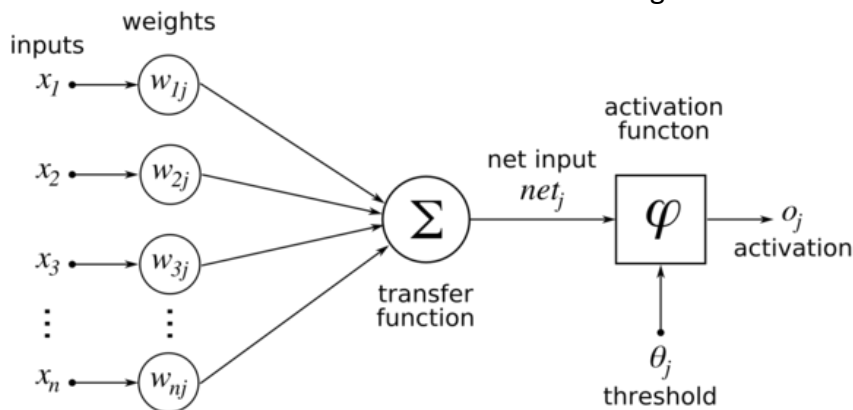 weights
inputs
x1
w1j
x2
w2j
x3
w3j
⋮
⋮
xn
wnj
Σ
transfer
function
net input
netj
activation
functon
φ
oj
activation
θj
threshold